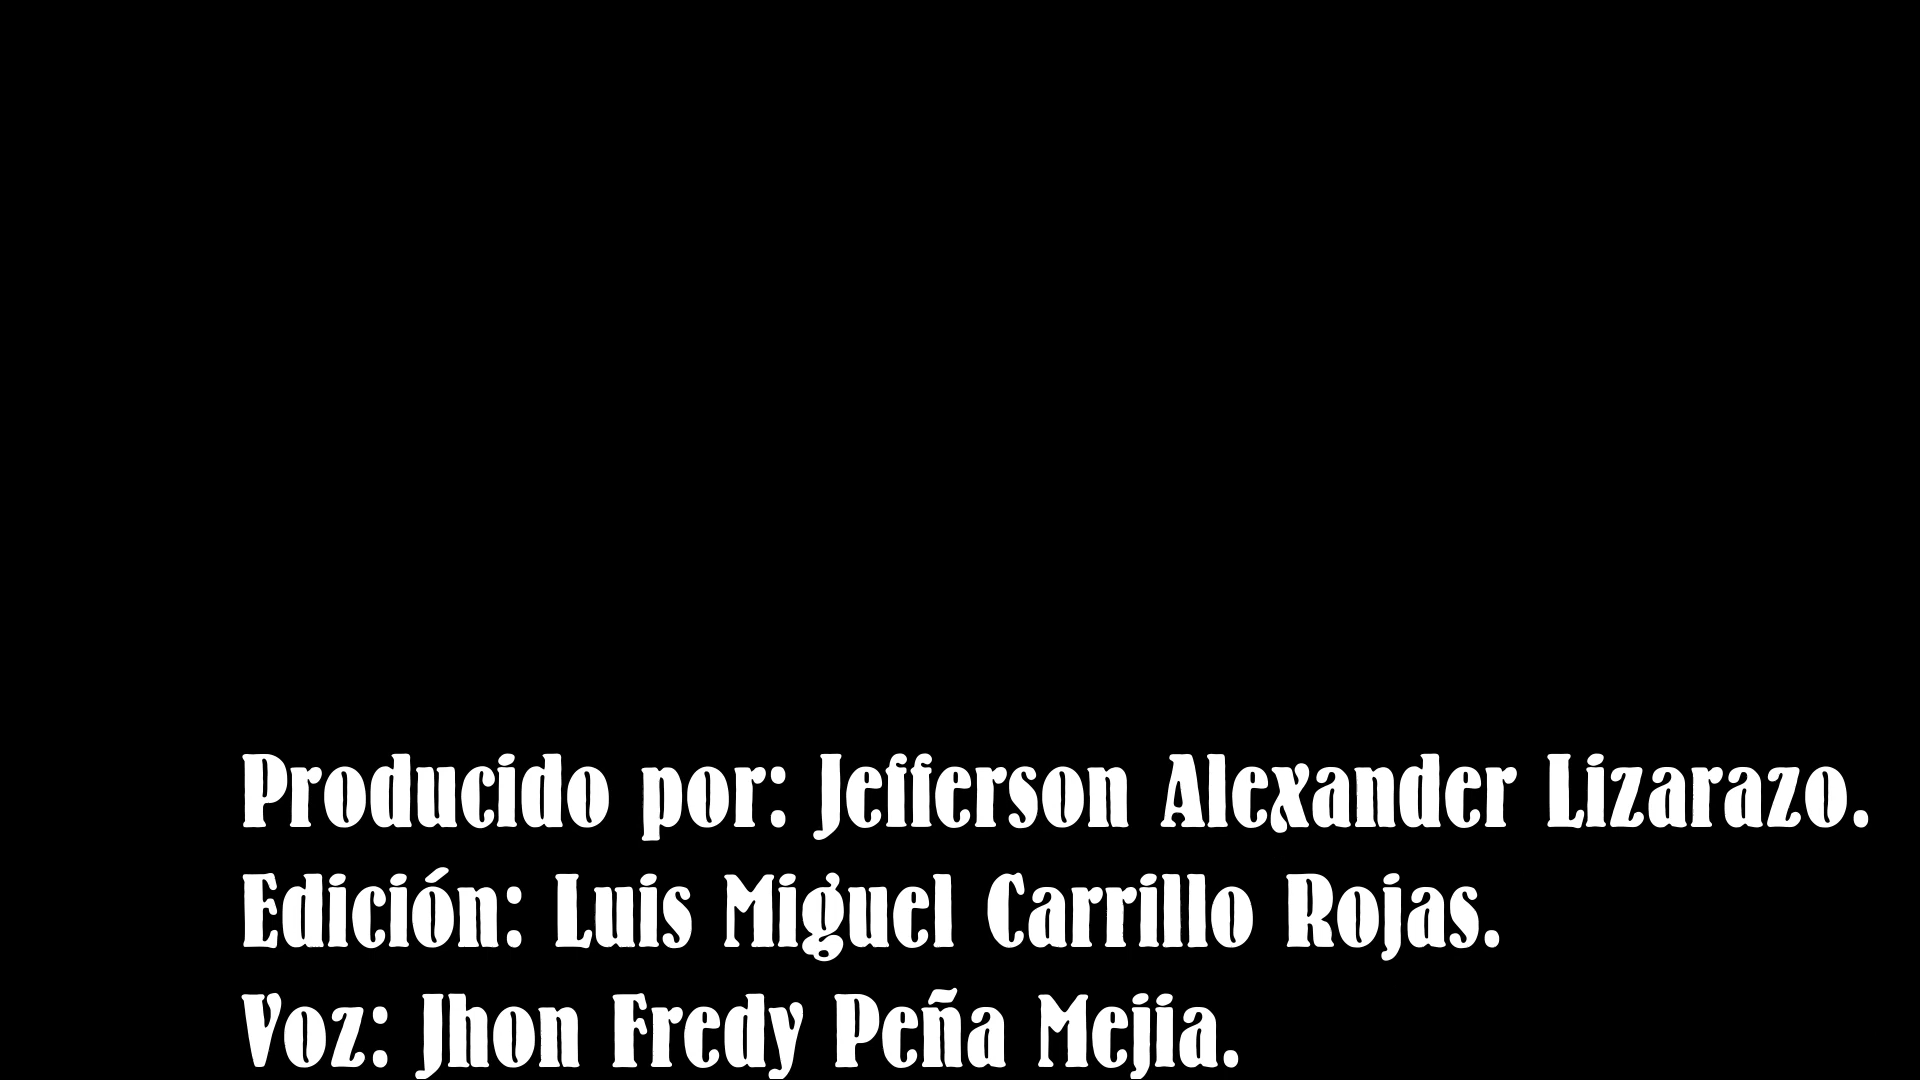 Producido por: Jefferson Alexander Lizarazo.
Edición: Luis Miguel Carrillo Rojas.
Voz: Jhon Fredy Peña Mejia.